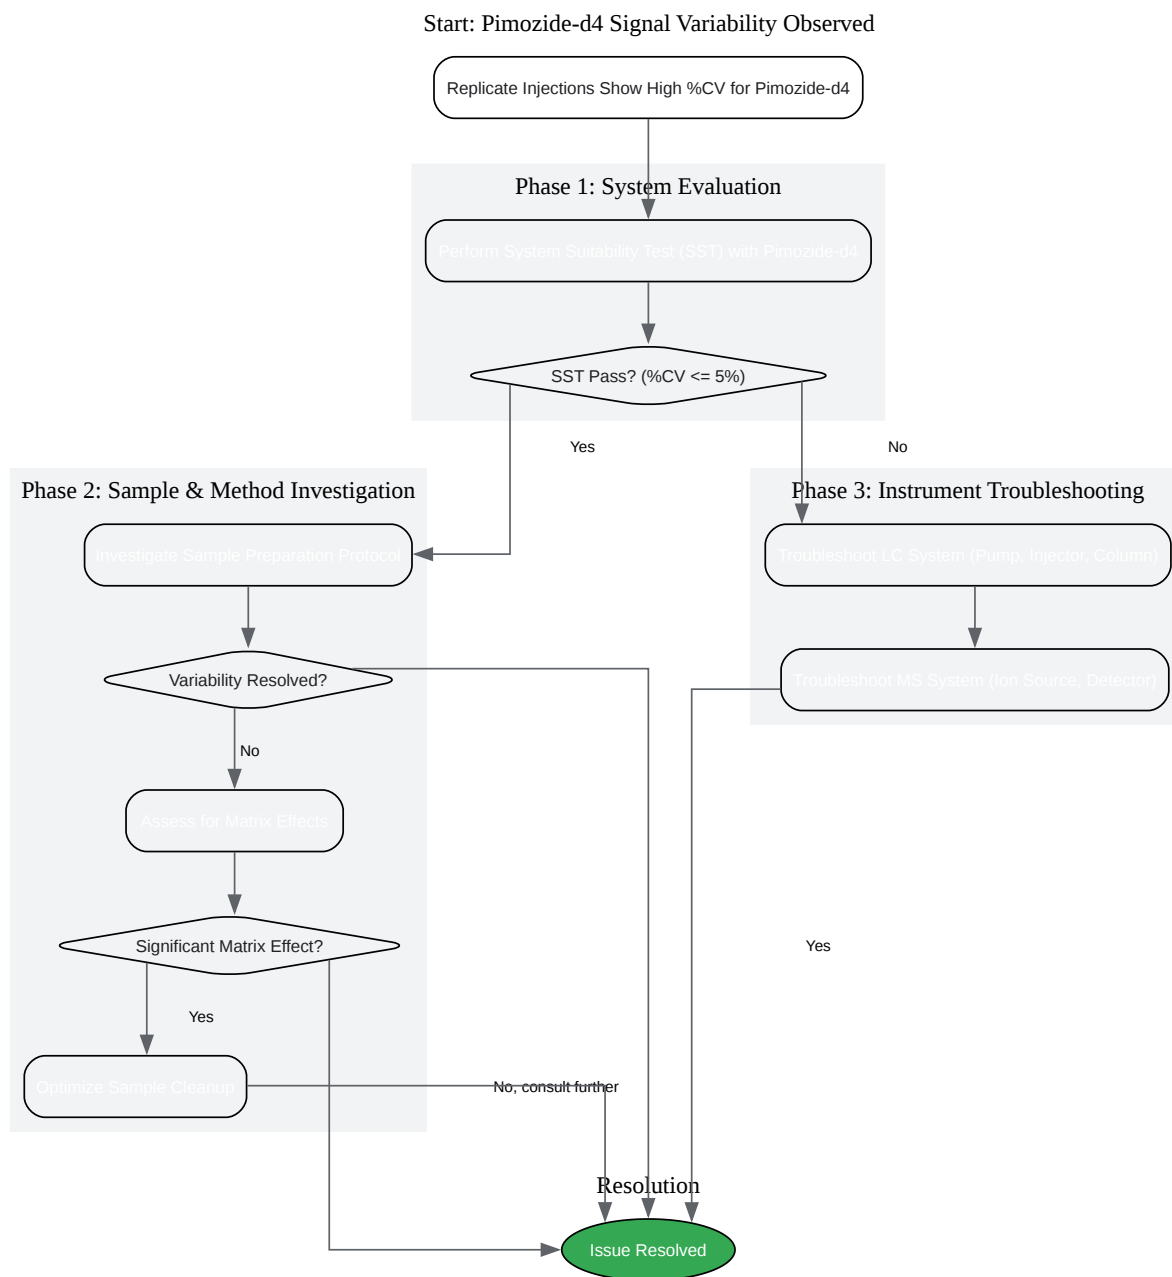 Start: Pimozide-d4 Signal Variability Observed
Replicate Injections Show High %CV for Pimozide-d4
Phase 1: System Evaluation
Perform System Suitability Test (SST) with Pimozide-d4
SST Pass? (%CV <= 5%)
Yes
No
Phase 2: Sample & Method Investigation
Phase 3: Instrument Troubleshooting
Investigate Sample Preparation Protocol
Troubleshoot LC System (Pump, Injector, Column)
Variability Resolved?
Troubleshoot MS System (Ion Source, Detector)
No
Assess for Matrix Effects
Significant Matrix Effect?
Yes
Yes
Optimize Sample Cleanup
No, consult further
Resolution
Issue Resolved